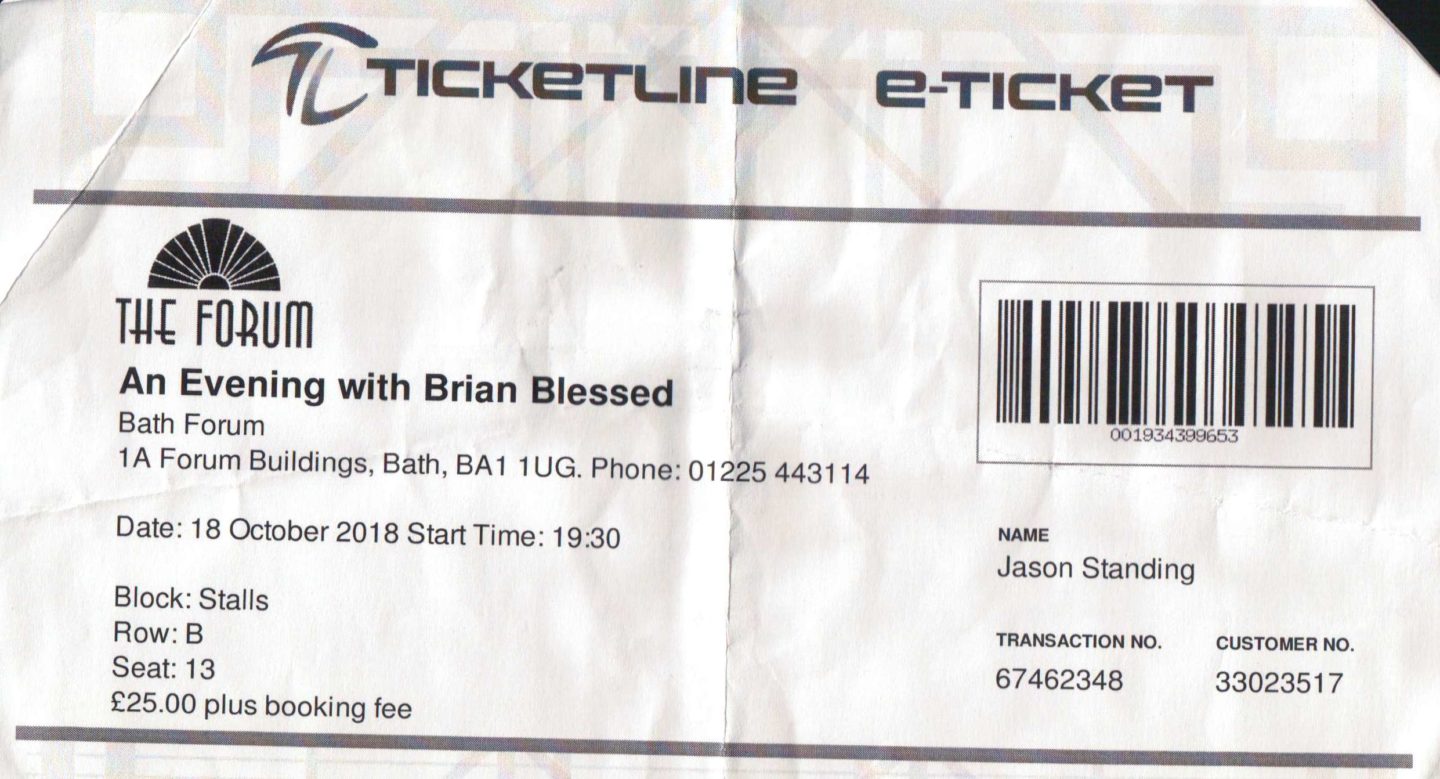 TICKETLINE E-TICKET
THE FORUM
An Evening with Brian Blessed
Bath Forum
1A Forum Buildings, Bath, BA1 1UG. Phone: 01225 443114
Date: 18 October 2018 Start Time: 19:30
Block: Stalls
Row: B
Seat: 13
£25.00 plus booking fee
001934399653
NAME
Jason Standing
TRANSACTION NO. CUSTOMER NO.
67462348 33023517